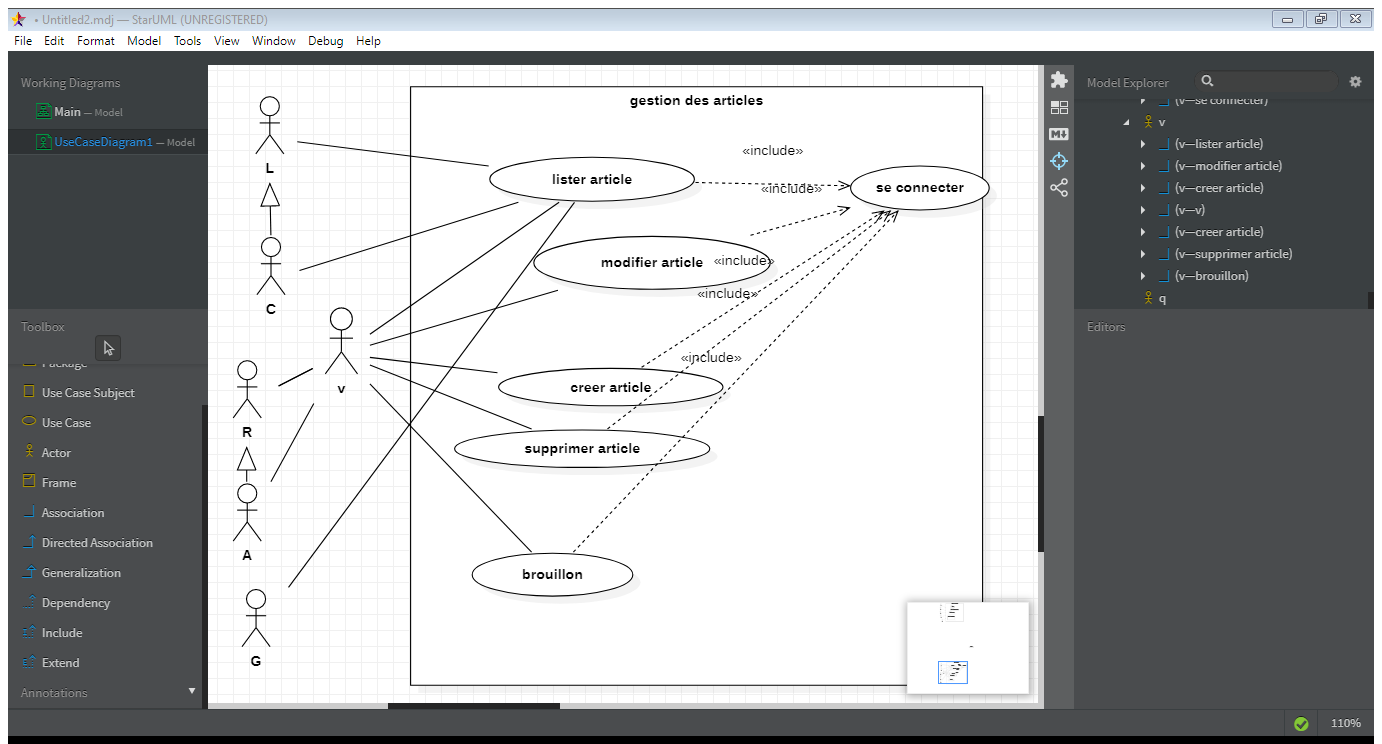 • Untitled2.mdj — StarUML (UNREGISTERED)
File Edit Format Model Tools View Window Debug Help
Working Diagrams
Main — Model
UseCaseDiagram1 — Model
Toolbox
Package
Use Case Subject
Use Case
Actor
Frame
Association
Directed Association
Generalization
Dependency
Include
Extend
Annotations
gestion des articles
L
C
v
R
A
G
lister article
«include»
«include»
se connecter
modifier article
«include»
«include»
«include»
creer article
supprimer article
brouillon
M
Model Explorer
(v—se connecter)
v
(v—lister article)
(v—modifier article)
(v—creer article)
(v—v)
(v—creer article)
(v—supprimer article)
(v—brouillon)
q
Editors
110%